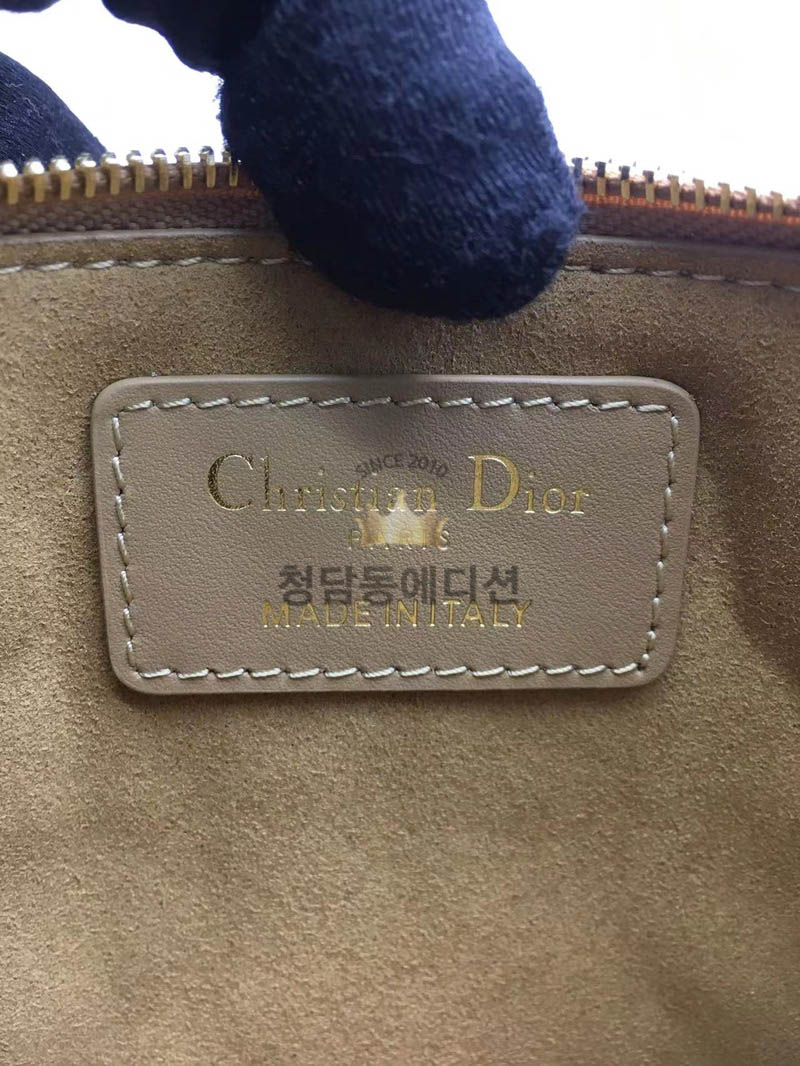 SINCE 2010
Christian Dior
PARIS
청담동에디션
MADE IN ITALY